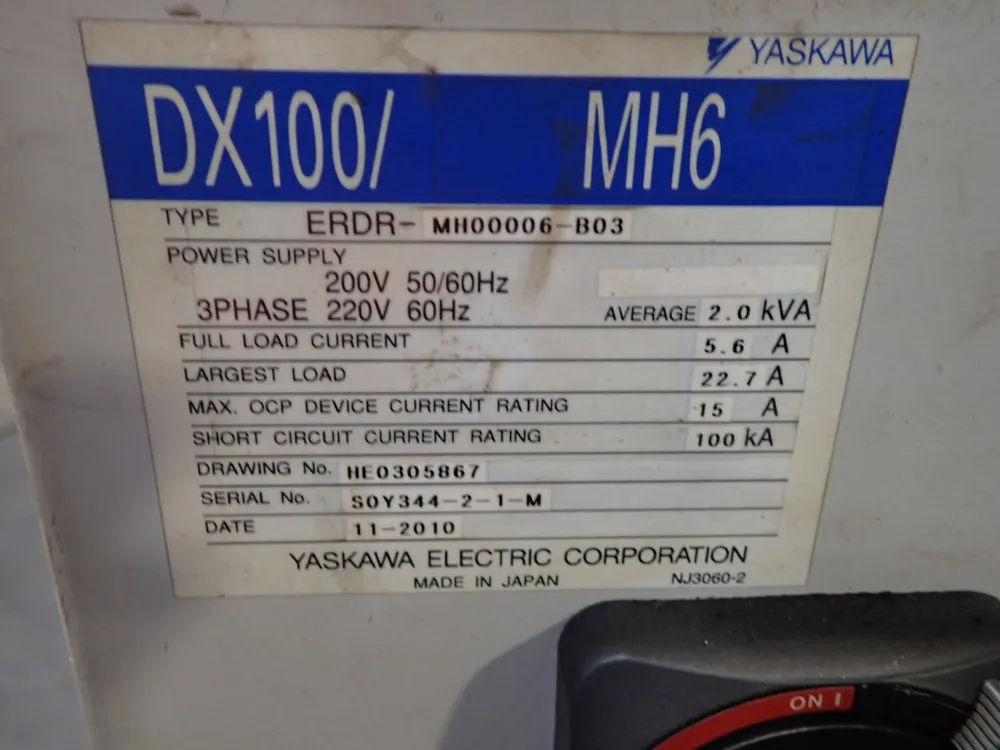 YASKAWA
DX100/ MH6
TYPE ERDR- MH00006-B03
POWER SUPPLY
200V 50/60Hz
3PHASE 220V 60Hz AVERAGE 2.0 kVA
FULL LOAD CURRENT 5.6 A
LARGEST LOAD 22.7 A
MAX. OCP DEVICE CURRENT RATING 15 A
SHORT CIRCUIT CURRENT RATING 100 kA
DRAWING No. HE0305867
SERIAL No. S0Y344-2-1-M
DATE 11-2010
YASKAWA ELECTRIC CORPORATION
MADE IN JAPAN NJ3060-2
ON I